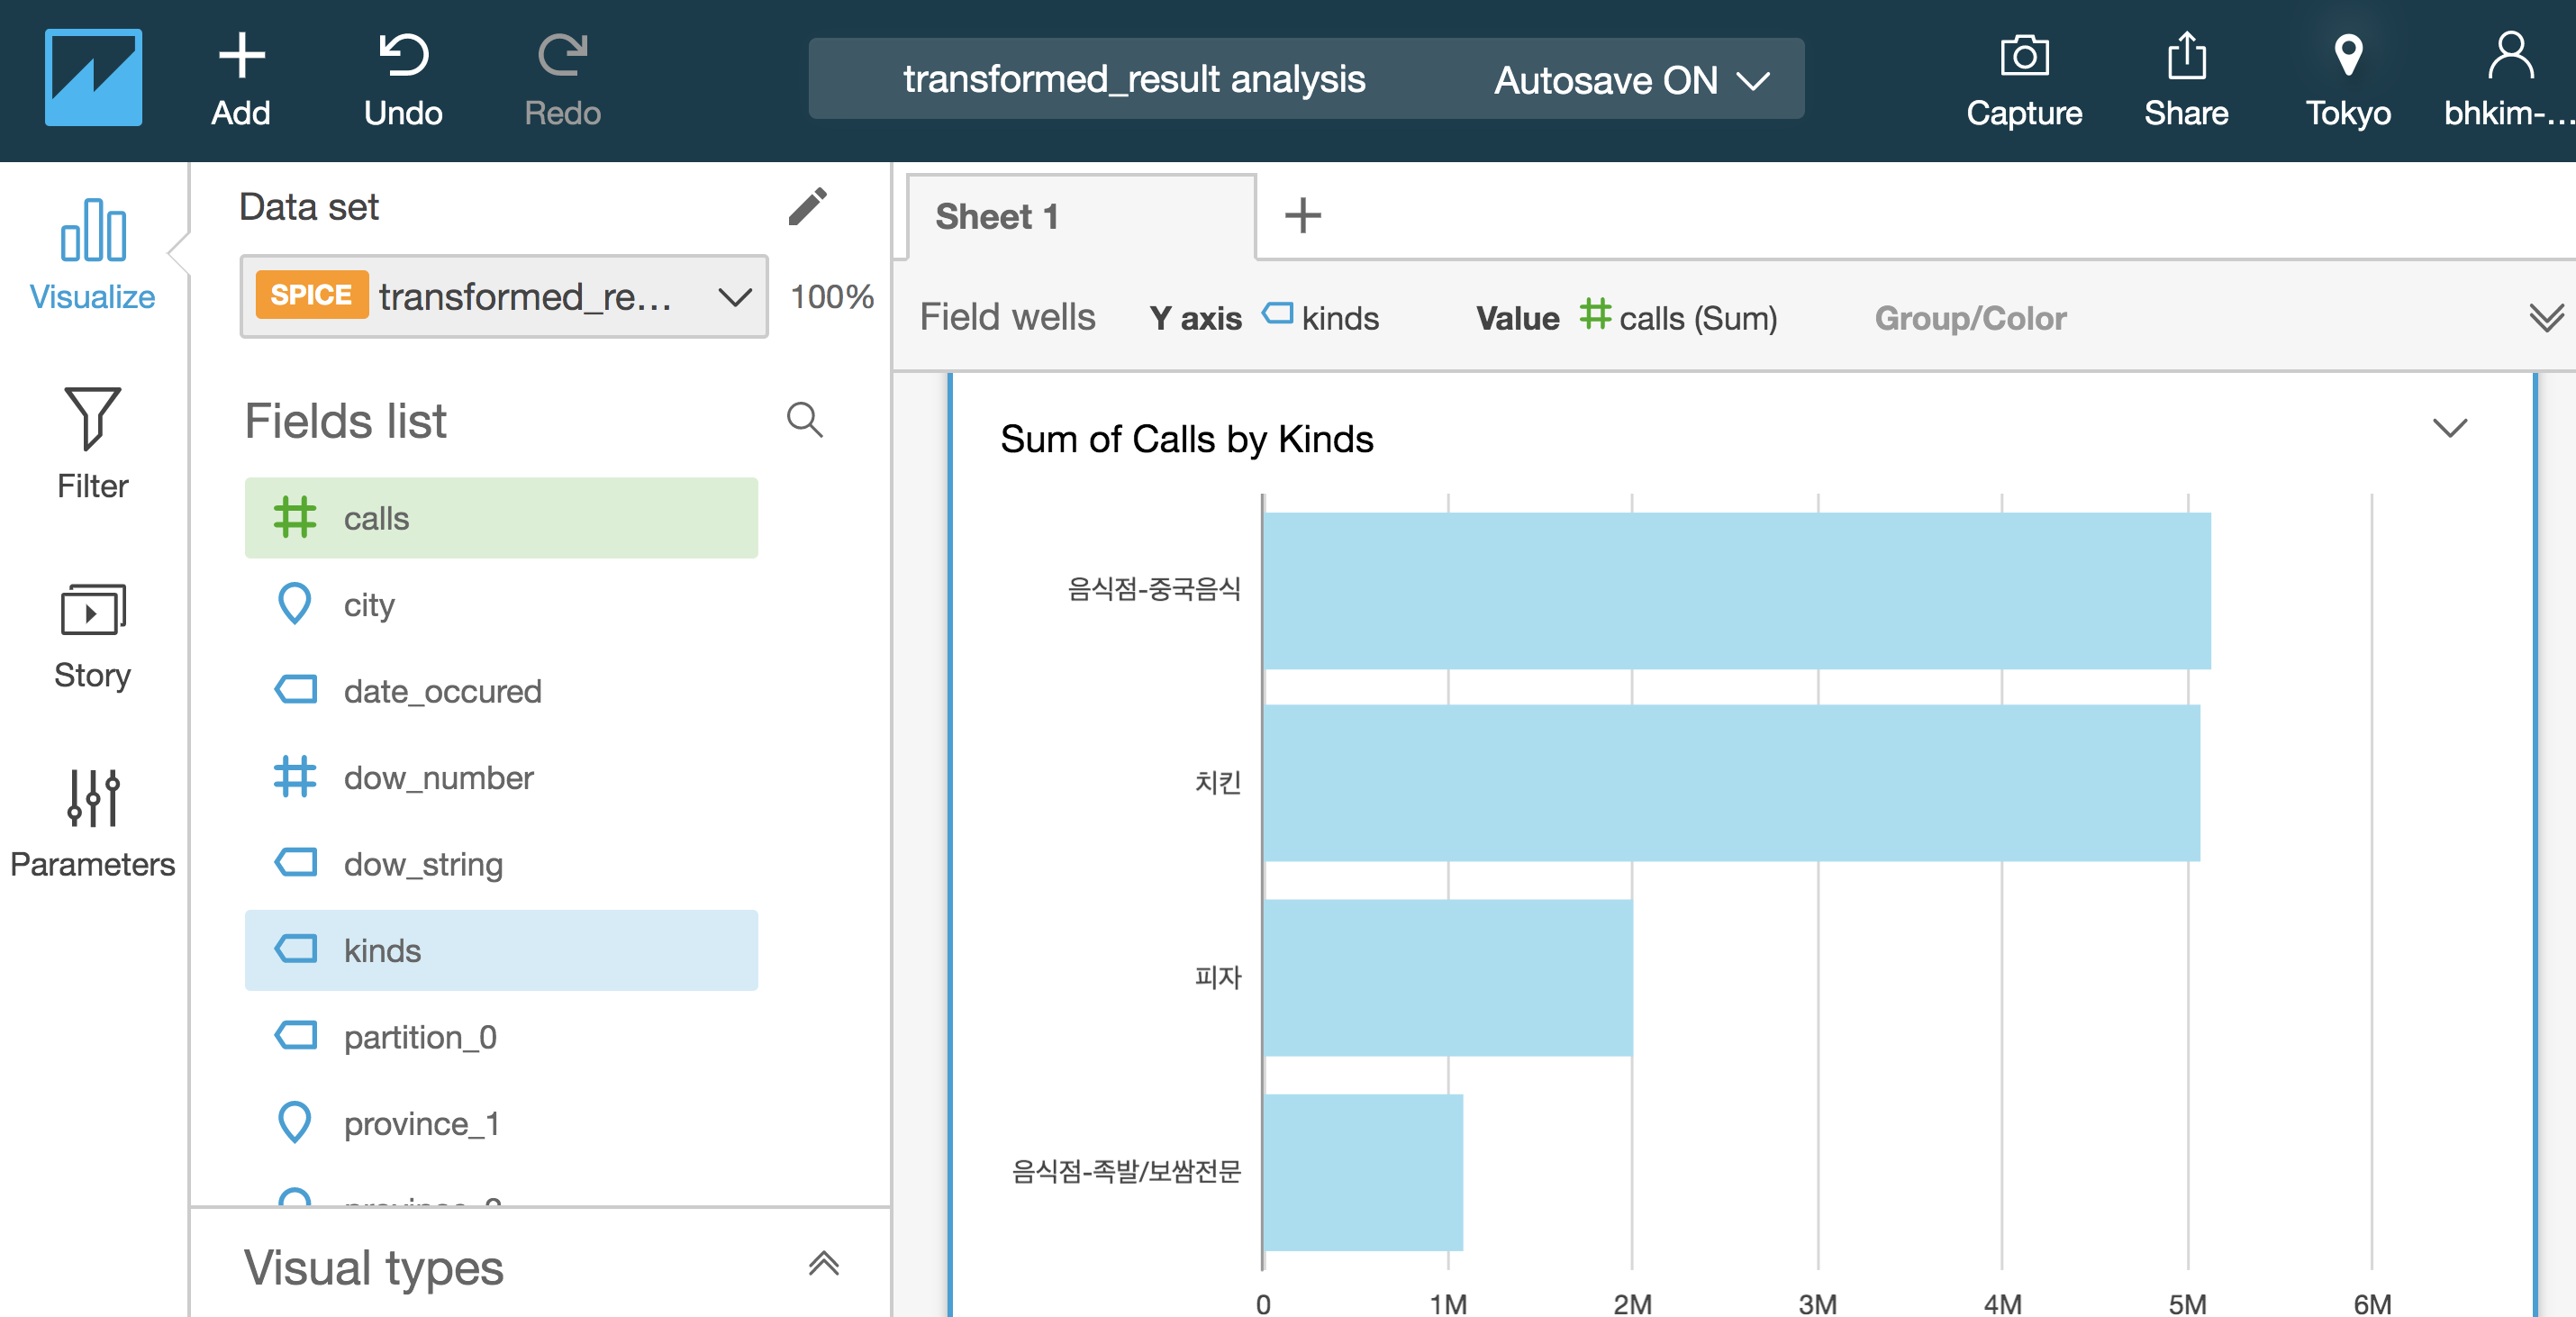 Add
Undo
Redo
transformed_result analysis
Autosave ON
Capture
Share
Tokyo
bhkim-...
Visualize
Filter
Story
Parameters
Data set
SPICE transformed_re... 100%
Fields list
calls
city
date_occured
dow_number
dow_string
kinds
partition_0
province_1
Visual types
Sheet 1
Field wells Y axis kinds Value calls (Sum) Group/Color
Sum of Calls by Kinds
음식점-중국음식
치킨
피자
음식점-족발/보쌈전문
0 1M 2M 3M 4M 5M 6M